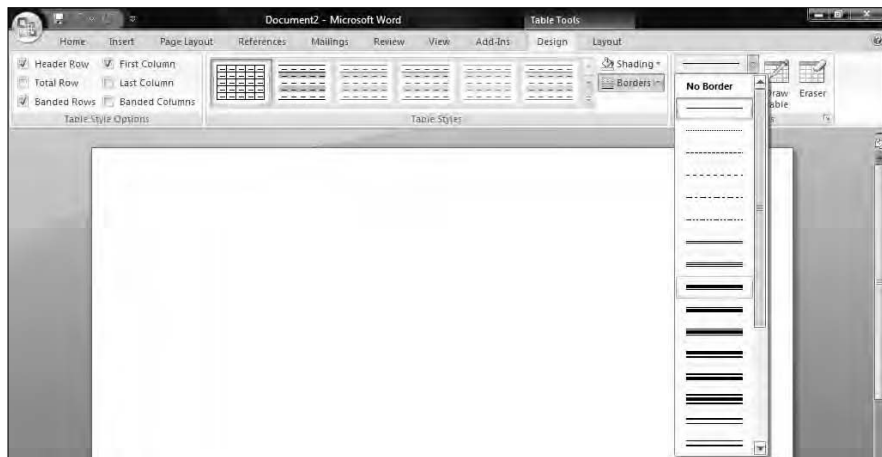 Document2 - Microsoft Word Table Tools
Home Insert Page Layout References Mailings Review View Add-Ins Design Layout
Header Row First Column Shading
Total Row Last Column Borders
Banded Rows Banded Columns
Table Style Options Table Styles
No Border
Eraser